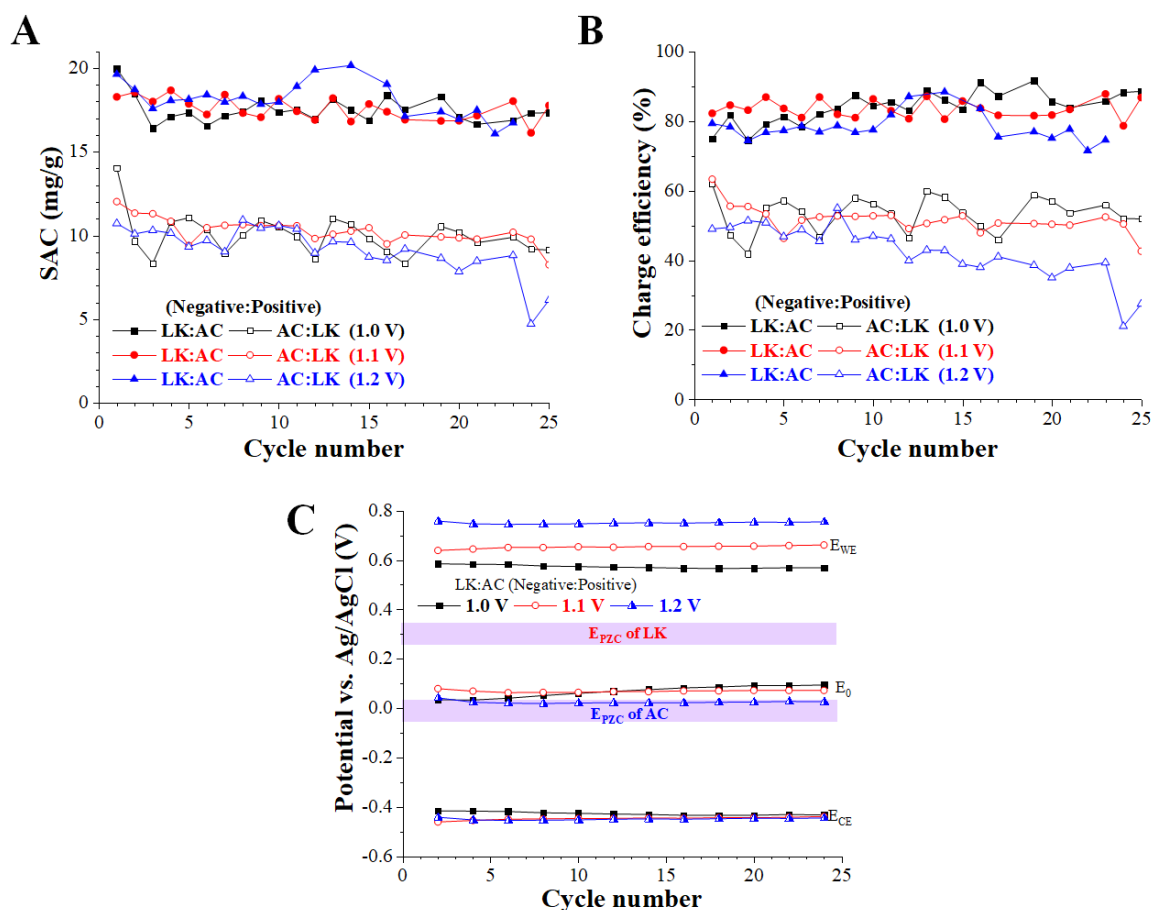 A
SAC (mg/g)
20
15
10
5
0
0
5
10
15
20
25
Cycle number
(Negative:Positive)
LK:AC AC:LK (1.0 V)
LK:AC AC:LK (1.1 V)
LK:AC AC:LK (1.2 V)
B
Charge efficiency (%)
100
80
60
40
20
0
0
5
10
15
20
25
Cycle number
(Negative:Positive)
LK:AC AC:LK (1.0 V)
LK:AC AC:LK (1.1 V)
LK:AC AC:LK (1.2 V)
C
Potential vs. Ag/AgCl (V)
0.8
0.6
0.4
0.2
0.0
-0.2
-0.4
-0.6
0
5
10
15
20
25
Cycle number
E_WE
LK:AC (Negative:Positive)
1.0 V 1.1 V 1.2 V
E_PZC of LK
E_0
E_PZC of AC
E_CE